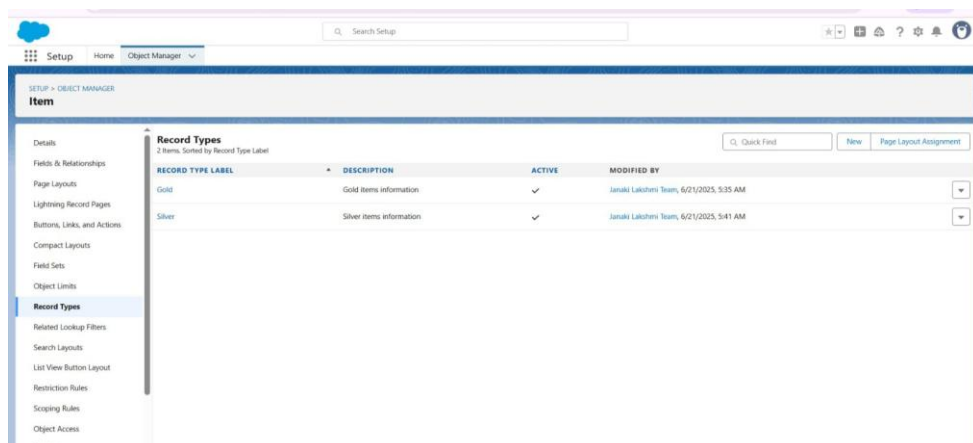 Search Setup
Setup Home Object Manager
SETUP > OBJECT MANAGER
Item
Details
Fields & Relationships
Page Layouts
Lightning Record Pages
Buttons, Links, and Actions
Compact Layouts
Field Sets
Object Limits
Record Types
Related Lookup Filters
Search Layouts
List View Button Layout
Restriction Rules
Scoping Rules
Object Access
Record Types
2 Items, Sorted by Record Type Label
Quick Find New Page Layout Assignment
RECORD TYPE LABEL DESCRIPTION ACTIVE MODIFIED BY
Gold Gold items information Janaki Lakshmi Team, 6/21/2025, 5:35 AM
Silver Silver items information Janaki Lakshmi Team, 6/21/2025, 5:41 AM